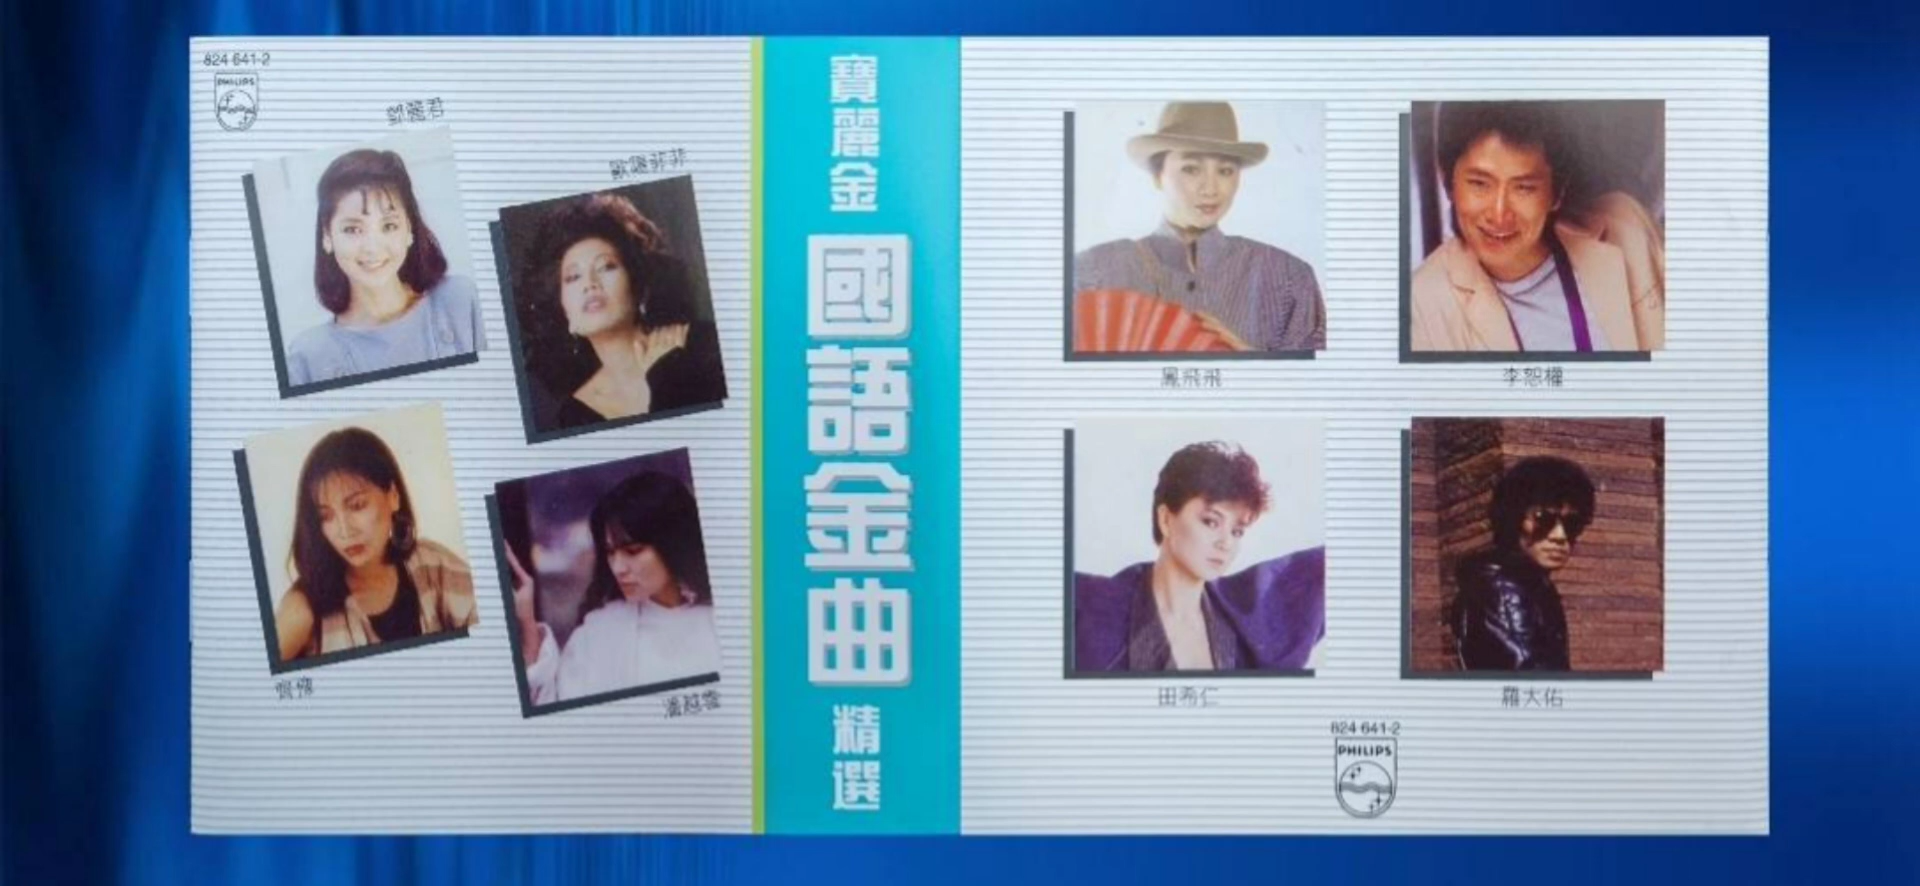 824 641-2
PHILIPS
鄧麗君
歐陽菲菲
齊豫
潘越雲
寶麗金
國語金曲
精選
鳳飛飛
李恕權
田希仁
羅大佑
824 641-2
PHILIPS